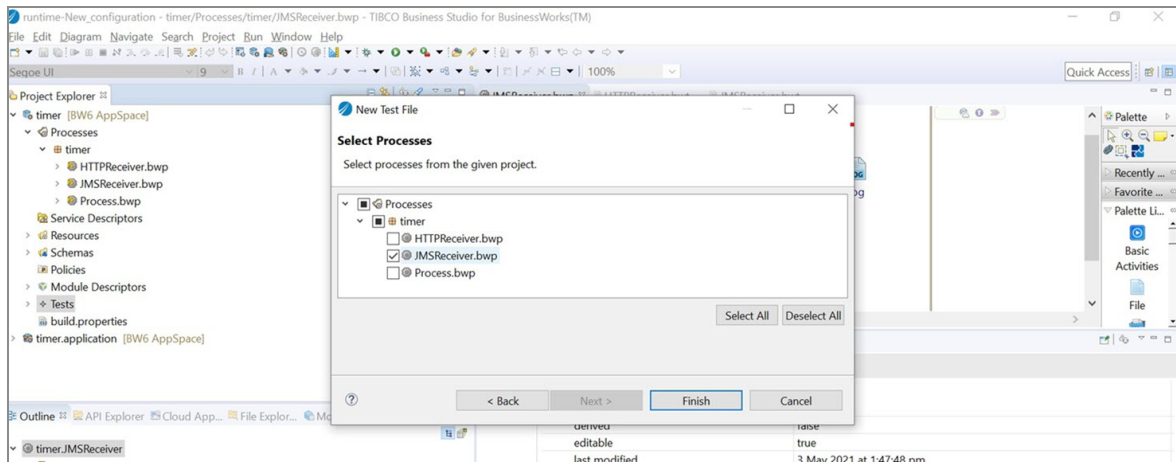 runtime-New_configuration - timer/Processes/timer/JMSReceiver.bwp - TIBCO Business Studio for BusinessWorks(TM)
File Edit Diagram Navigate Search Project Run Window Help
Segoe UI 9 B I A 100% Quick Access
Project Explorer
timer [BW6 AppSpace]
Processes
timer
HTTPReceiver.bwp
JMSReceiver.bwp
Process.bwp
Service Descriptors
Resources
Schemas
Policies
Module Descriptors
Tests
build.properties
timer.application [BW6 AppSpace]
New Test File
Select Processes
Select processes from the given project.
Processes
timer
HTTPReceiver.bwp
JMSReceiver.bwp
Process.bwp
Select All Deselect All
< Back Next > Finish Cancel
Palette
Recently ...
Favorite ...
Palette Li...
Basic
Activities
File
Outline API Explorer Cloud App... File Explor...
timer.JMSReceiver
derived false
editable true
last modified 3 May 2021 at 1:47:48 pm